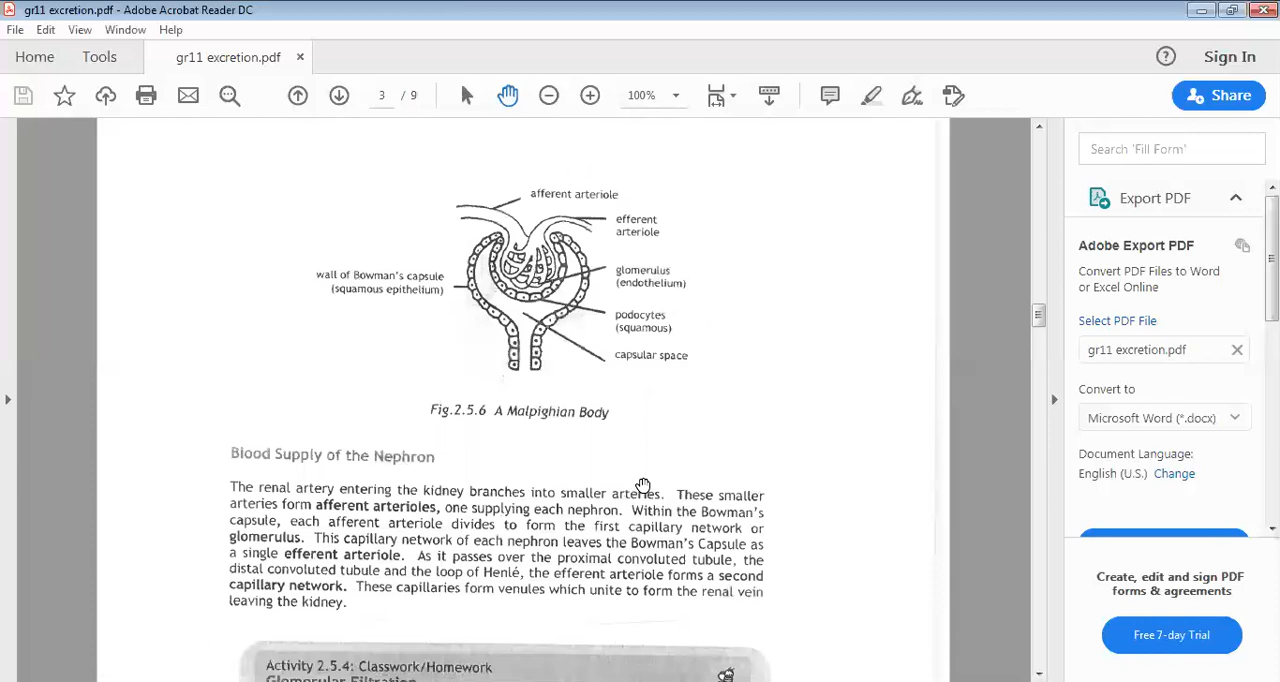 gr11 excretion.pdf - Adobe Acrobat Reader DC
File Edit View Window Help
Home Tools gr11 excretion.pdf × Sign In
3 / 9 100% Share
afferent arteriole
efferent
arteriole
wall of Bowman's capsule
(squamous epithelium)
glomerulus
(endothelium)
podocytes
(squamous)
capsular space
Fig.2.5.6 A Malpighian Body
Blood Supply of the Nephron
The renal artery entering the kidney branches into smaller arteries. These smaller
arteries form afferent arterioles, one supplying each nephron. Within the Bowman's
capsule, each afferent arteriole divides to form the first capillary network or
glomerulus. This capillary network of each nephron leaves the Bowman's Capsule as
a single efferent arteriole. As it passes over the proximal convoluted tubule, the
distal convoluted tubule and the loop of Henlé, the efferent arteriole forms a second
capillary network. These capillaries form venules which unite to form the renal vein
leaving the kidney.
Activity 2.5.4: Classwork/Homework
Glomerular Filtration
Search 'Fill Form'
Export PDF
Adobe Export PDF
Convert PDF Files to Word
or Excel Online
Select PDF File
gr11 excretion.pdf
Convert to
Microsoft Word (*.docx)
Document Language:
English (U.S.) Change
Create, edit and sign PDF
forms & agreements
Free 7-day Trial